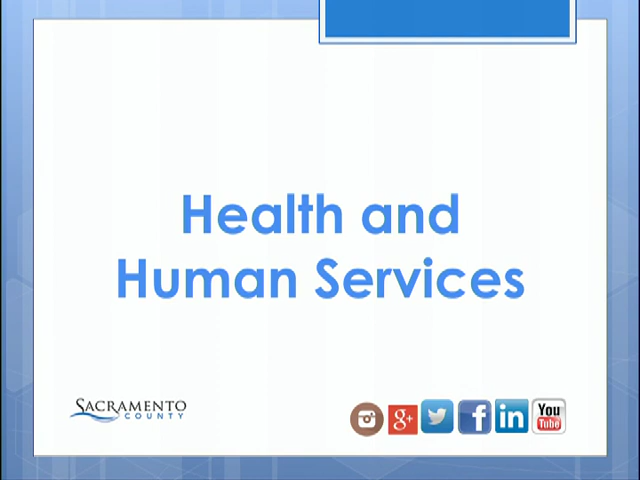 Health and
Human Services
SACRAMENTO
COUNTY
g+
f
in
You
Tube